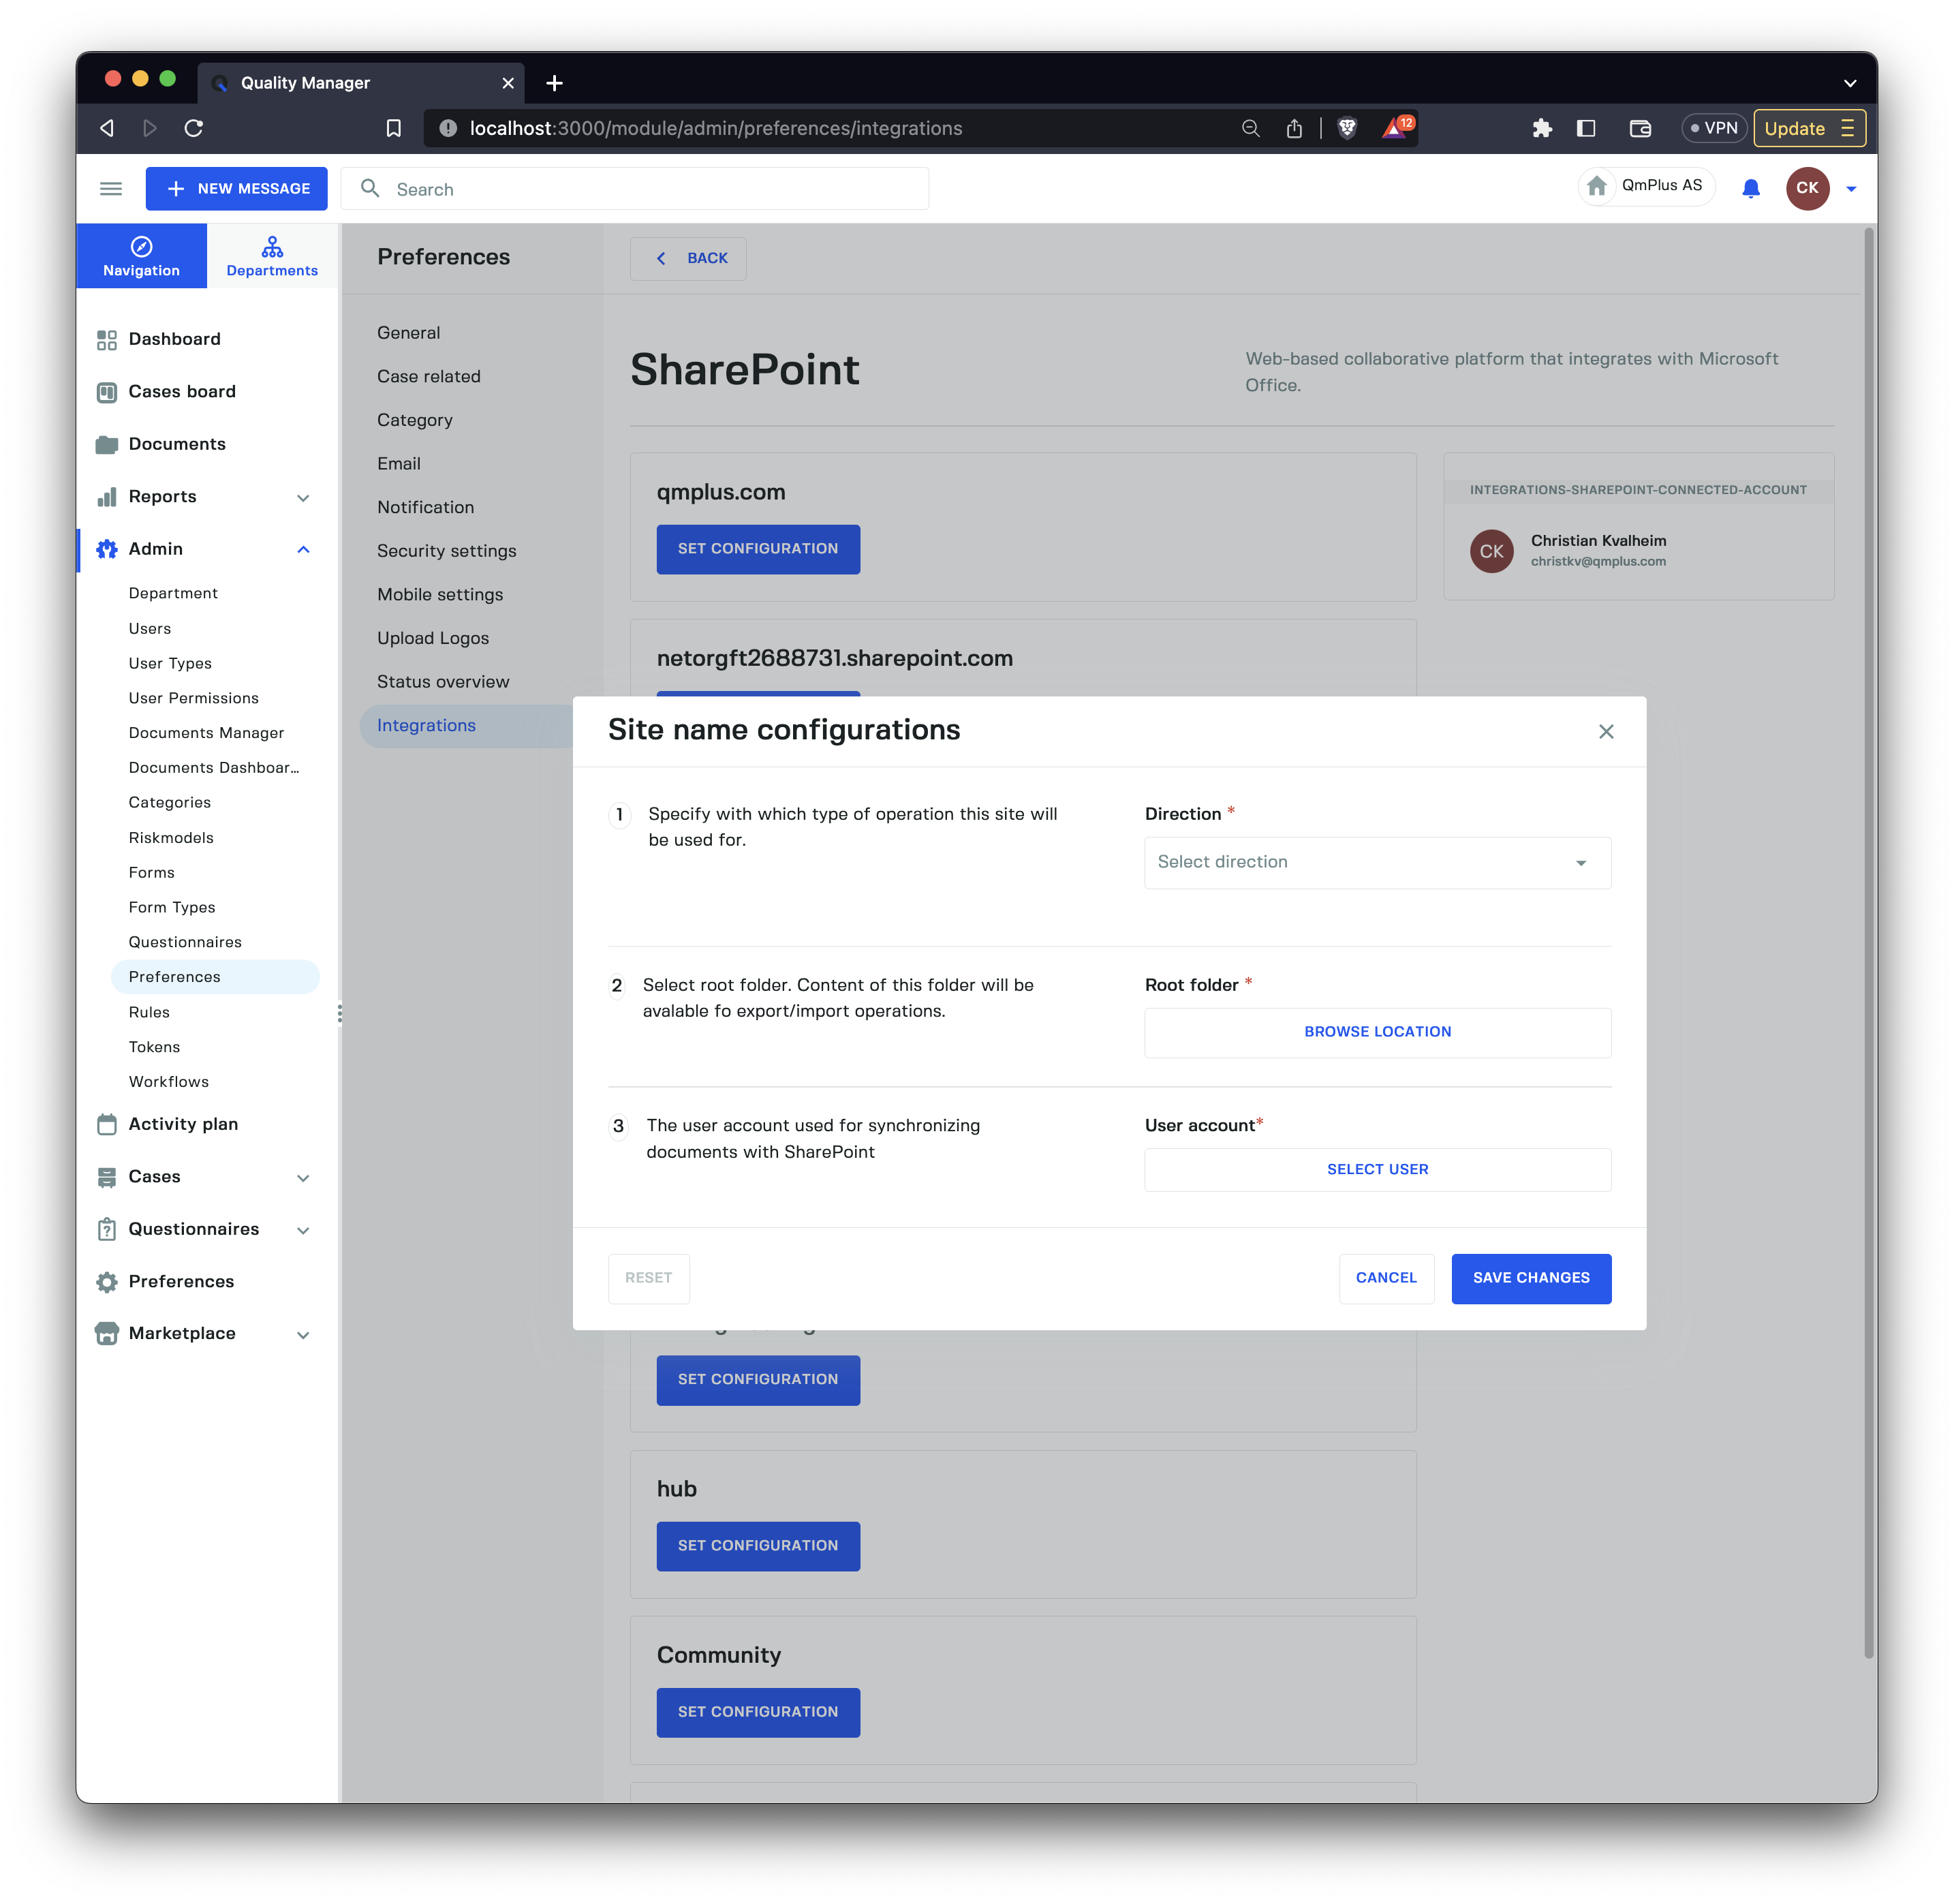 Quality Manager
localhost:3000/module/admin/preferences/integrations
12
VPN
Update
NEW MESSAGE
Search
QmPlus AS
CK
Navigation
Departments
Dashboard
Cases board
Documents
Reports
Admin
Department
Users
User Types
User Permissions
Documents Manager
Documents Dashboar...
Categories
Riskmodels
Forms
Form Types
Questionnaires
Preferences
Rules
Tokens
Workflows
Activity plan
Cases
Questionnaires
Preferences
Marketplace
Preferences
General
Case related
Category
Email
Notification
Security settings
Mobile settings
Upload Logos
Status overview
Integrations
BACK
SharePoint
Web-based collaborative platform that integrates with Microsoft
Office.
qmplus.com
SET CONFIGURATION
INTEGRATIONS-SHAREPOINT-CONNECTED-ACCOUNT
CK
Christian Kvalheim
christkv@qmplus.com
netorgft2688731.sharepoint.com
Site name configurations
1
Specify with which type of operation this site will
be used for.
Direction *
Select direction
2
Select root folder. Content of this folder will be
avalable fo export/import operations.
Root folder *
BROWSE LOCATION
3
The user account used for synchronizing
documents with SharePoint
User account*
SELECT USER
RESET
CANCEL
SAVE CHANGES
SET CONFIGURATION
hub
SET CONFIGURATION
Community
SET CONFIGURATION